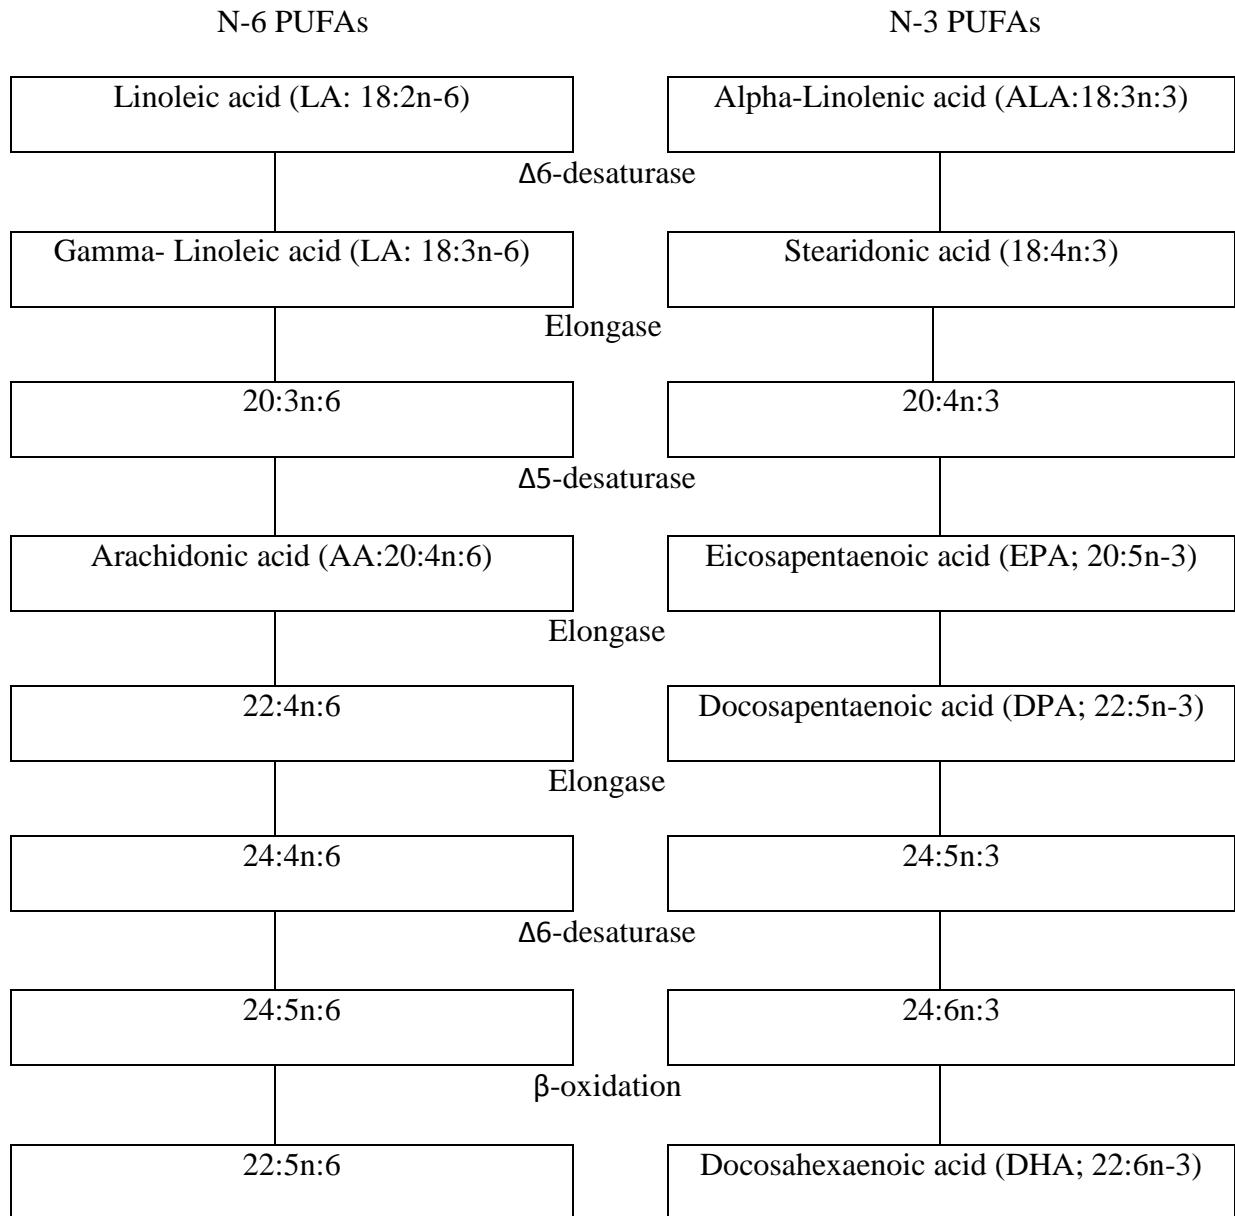 N-6 PUFAs
N-3 PUFAs
Linoleic acid (LA: 18:2n-6)
Alpha-Linolenic acid (ALA:18:3n:3)
Δ6-desaturase
Gamma- Linoleic acid (LA: 18:3n-6)
Stearidonic acid (18:4n:3)
Elongase
20:3n:6
20:4n:3
Δ5-desaturase
Arachidonic acid (AA:20:4n:6)
Eicosapentaenoic acid (EPA; 20:5n-3)
Elongase
22:4n:6
Docosapentaenoic acid (DPA; 22:5n-3)
Elongase
24:4n:6
24:5n:3
Δ6-desaturase
24:5n:6
24:6n:3
β-oxidation
22:5n:6
Docosahexaenoic acid (DHA; 22:6n-3)